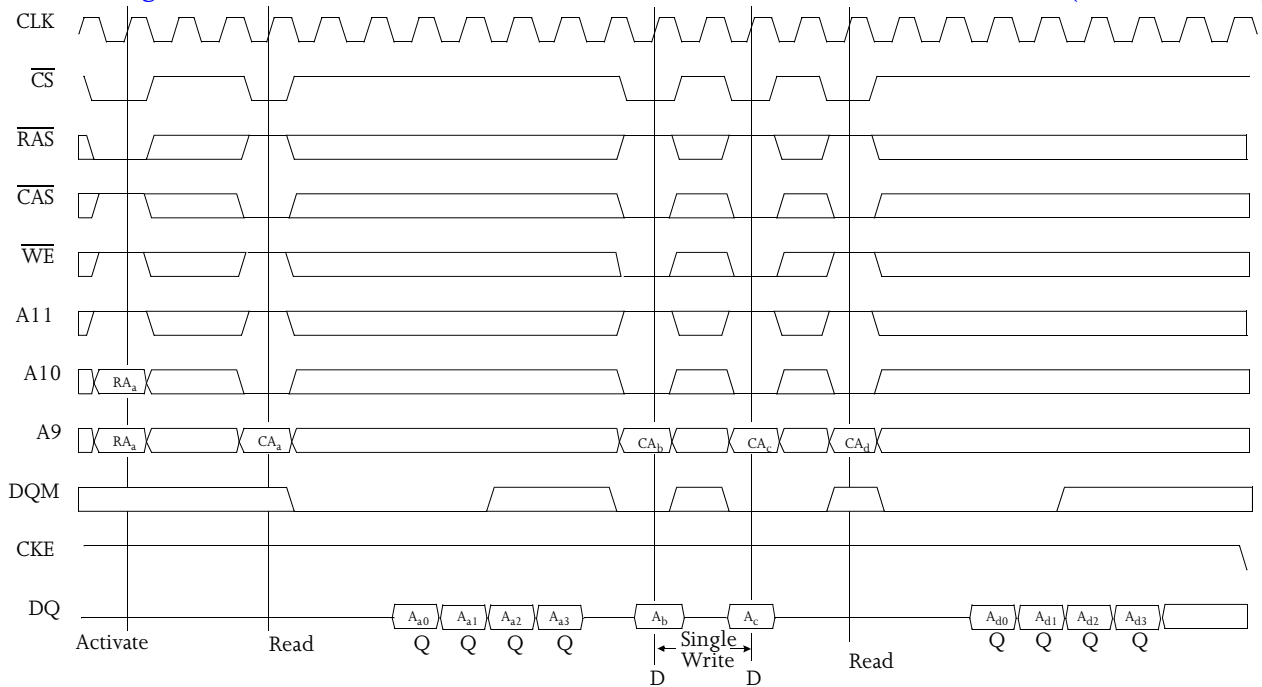 CLK
CS
RAS
CAS
WE
A11
A10 RAa
A9 RAa CAa CAb CAc CAd
DQM
CKE
DQ Aa0 Aa1 Aa2 Aa3 Ab Ac Ad0 Ad1 Ad2 Ad3
Activate Read Q Q Q Q Single Write Read Q Q Q Q
D D